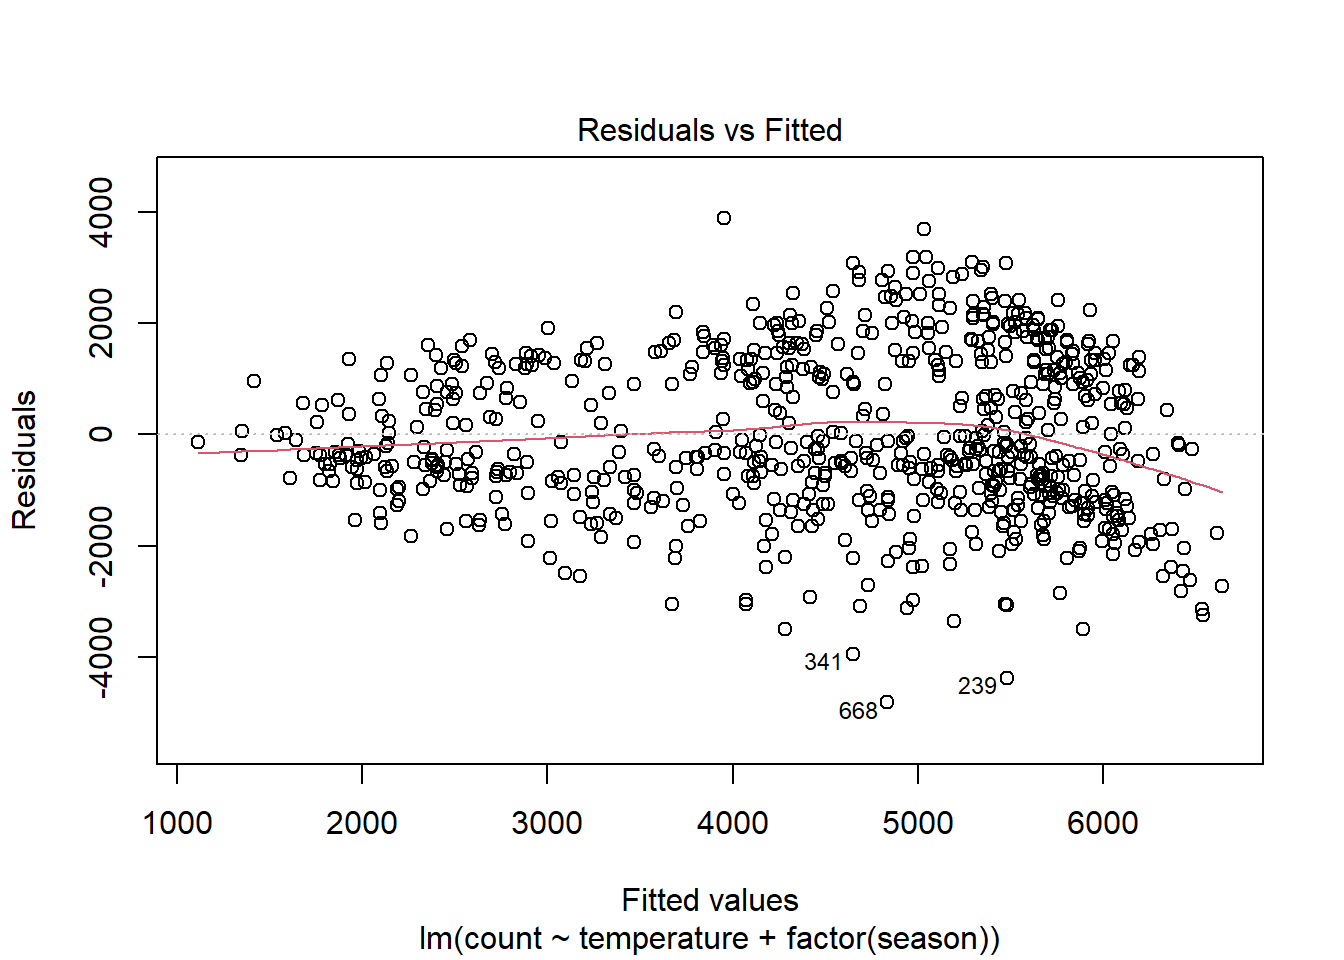 Residuals vs Fitted
Residuals
4000
2000
0
-2000
-4000
341
239
668
1000 2000 3000 4000 5000 6000
Fitted values
lm(count ~ temperature + factor(season))